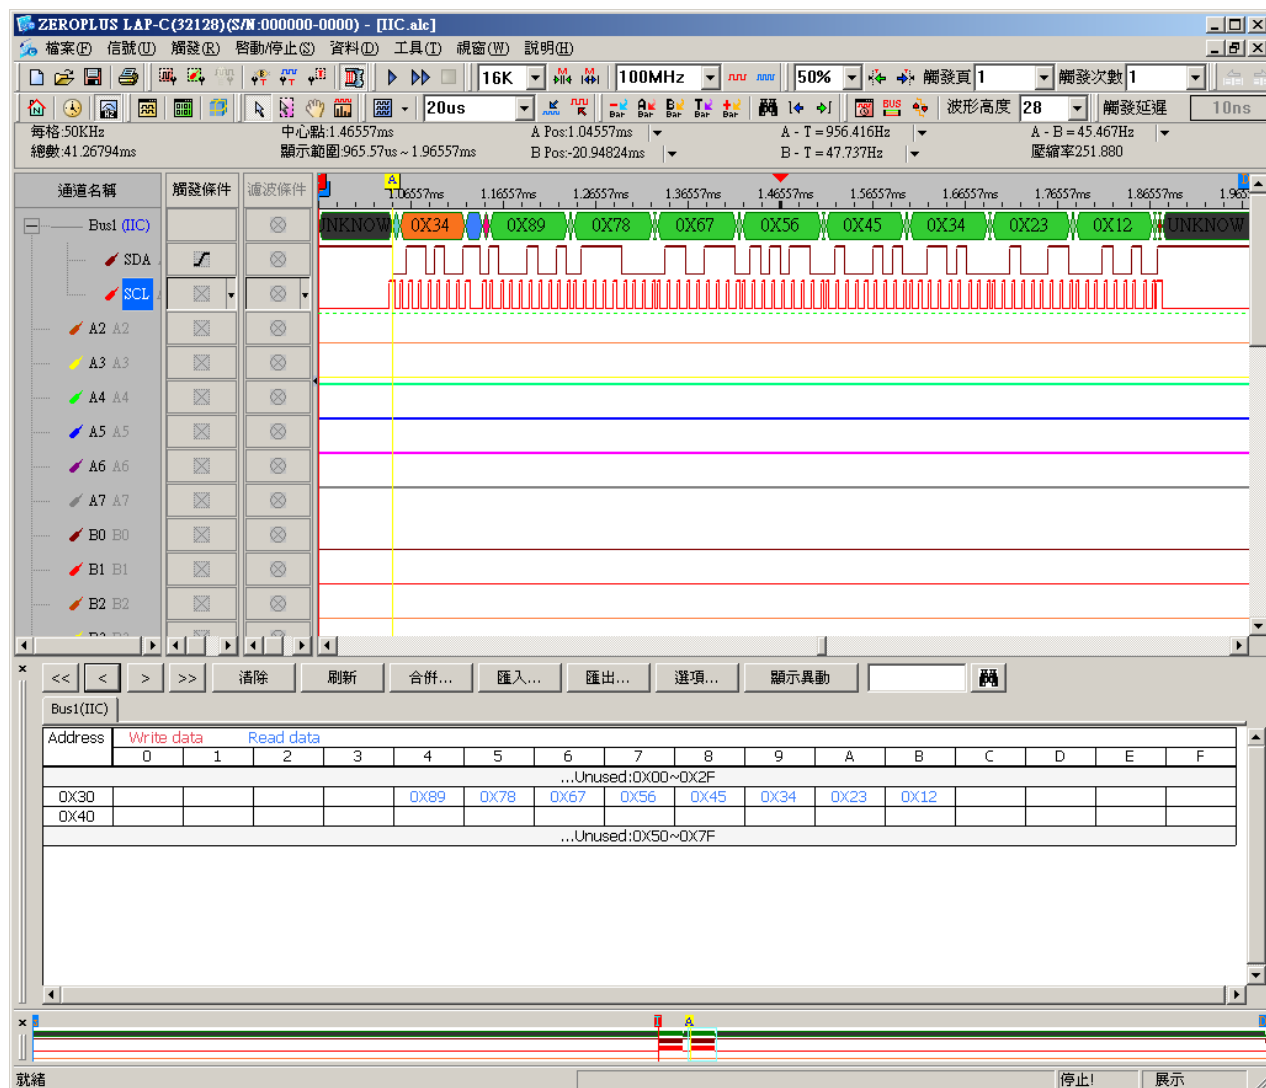 ZEROPLUS LAP-C(32128)(S/N:000000-0000) - [IIC.alc]
檔案(F) 信號(U) 觸發(R) 啓動/停止(S) 資料(D) 工具(T) 視窗(W) 說明(H)
16K 100MHz 50% 觸發頁 1 觸發次數 1
20us Bar Bar Bar Bar Bar BUS 波形高度 28 觸發延遲 10ns
每格:50KHz 中心點:1.46557ms A Pos:1.04557ms A - T = 956.416Hz A - B = 45.467Hz
總數:41.26794ms 顯示範圍:965.57us ~ 1.96557ms B Pos:-20.94824ms B - T = 47.737Hz 壓縮率251.880
通道名稱 觸發條件 濾波條件 A 1.06557ms 1.16557ms 1.26557ms 1.36557ms 1.46557ms 1.56557ms 1.66557ms 1.76557ms 1.86557ms
Bus1 (IIC) UNKNOW 0X34 0X89 0X78 0X67 0X56 0X45 0X34 0X23 0X12 UNKNOW
SDA
SCL
A2 A2
A3 A3
A4 A4
A5 A5
A6 A6
A7 A7
B0 B0
B1 B1
B2 B2
<< < > >> 清除 刷新 合併... 匯入... 匯出... 選項... 顯示異動
Bus1(IIC)
Address Write data Read data
0 1 2 3 4 5 6 7 8 9 A B C D E F
...Unused:0X00~0X2F
0X30 0X89 0X78 0X67 0X56 0X45 0X34 0X23 0X12
0X40
...Unused:0X50~0X7F
A
就緒 停止! 展示